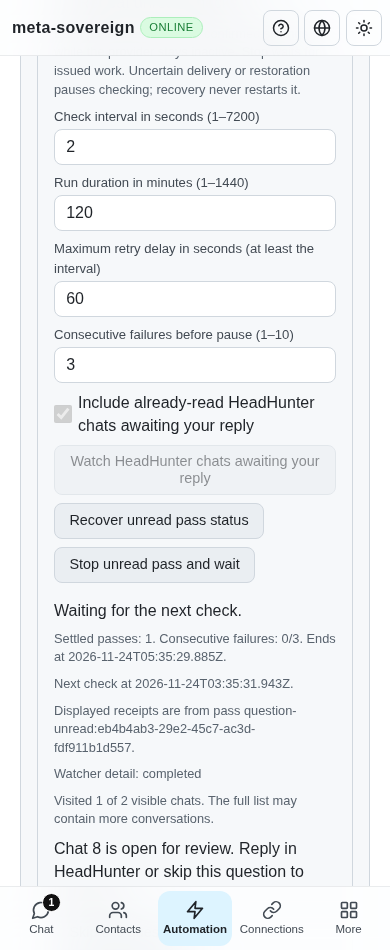 meta-sovereign ONLINE
issued work. Uncertain delivery or restoration
pauses checking; recovery never restarts it.
Check interval in seconds (1–7200)
2
Run duration in minutes (1–1440)
120
Maximum retry delay in seconds (at least the
interval)
60
Consecutive failures before pause (1–10)
3
Include already-read HeadHunter
chats awaiting your reply
Watch HeadHunter chats awaiting your
reply
Recover unread pass status
Stop unread pass and wait
Waiting for the next check.
Settled passes: 1. Consecutive failures: 0/3. Ends
at 2026-11-24T05:35:29.885Z.
Next check at 2026-11-24T03:35:31.943Z.
Displayed receipts are from pass question-
unread:eb4b4ab3-29e2-45c7-ac3d-
fdf911b1d557.
Watcher detail: completed
Visited 1 of 2 visible chats. The full list may
contain more conversations.
Chat 8 is open for review. Reply in
HeadHunter or skip this question to
1
Chat Contacts Automation Connections More